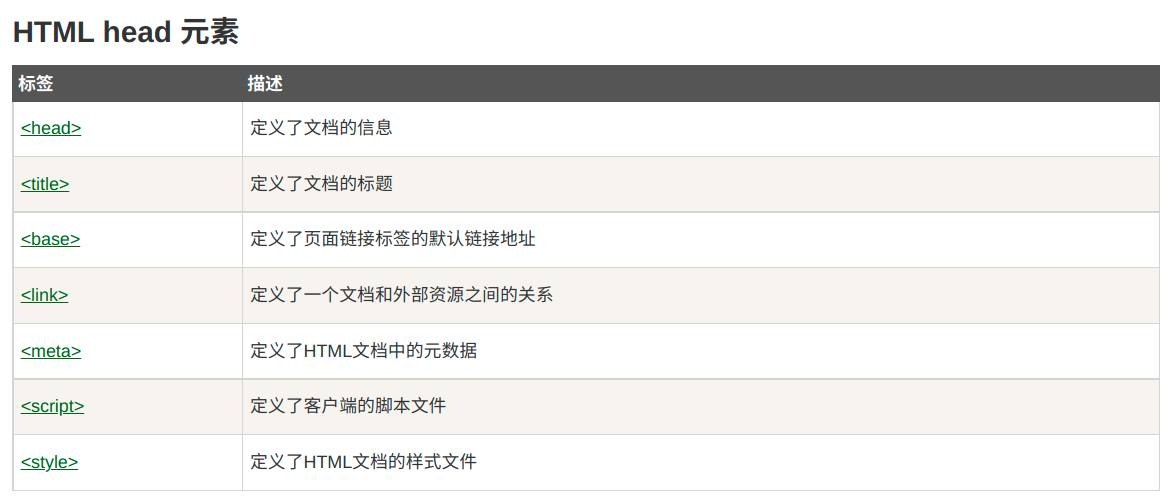 HTML head 元素
标签 描述
<head> 定义了文档的信息
<title> 定义了文档的标题
<base> 定义了页面链接标签的默认链接地址
<link> 定义了一个文档和外部资源之间的关系
<meta> 定义了HTML文档中的元数据
<script> 定义了客户端的脚本文件
<style> 定义了HTML文档的样式文件